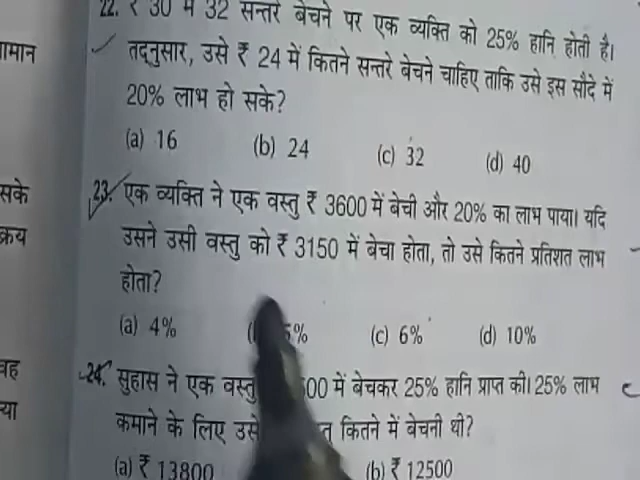 22. ₹ 30 में 32 सन्तरे बेचने पर एक व्यक्ति को 25% हानि होती है।
तद्नुसार, उसे ₹ 24 में कितने सन्तरे बेचने चाहिए ताकि उसे इस सौदे में
20% लाभ हो सके?
(a) 16 (b) 24 (c) 32 (d) 40
23. एक व्यक्ति ने एक वस्तु ₹ 3600 में बेची और 20% का लाभ पाया। यदि
उसने उसी वस्तु को ₹ 3150 में बेचा होता, तो उसे कितने प्रतिशत लाभ
होता?
(a) 4% 5% (c) 6% (d) 10%
24. सुहास ने एक वस्तु में बेचकर 25% हानि प्राप्त की। 25% लाभ
कमाने के लिए उसे कितने में बेचनी थी?
(a) ₹ 13800 (b) ₹ 12500
सके
क्रय
वह
या